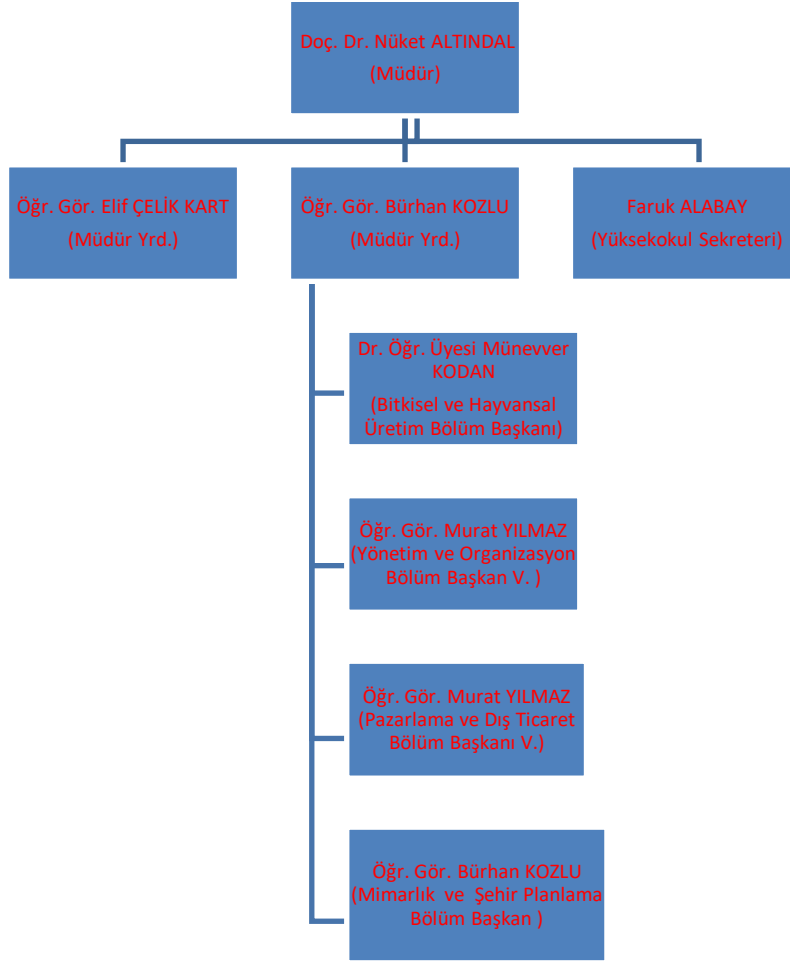 Doç. Dr. Nüket ALTINDAL
(Müdür)
Öğr. Gör. Elif ÇELİK KART
(Müdür Yrd.)
Öğr. Gör. Bürhan KOZLU
(Müdür Yrd.)
Faruk ALABAY
(Yüksekokul Sekreteri)
Dr. Öğr. Üyesi Münevver
KODAN
(Bitkisel ve Hayvansal
Üretim Bölüm Başkanı)
Öğr. Gör. Murat YILMAZ
(Yönetim ve Organizasyon
Bölüm Başkan V. )
Öğr. Gör. Murat YILMAZ
(Pazarlama ve Dış Ticaret
Bölüm Başkanı V.)
Öğr. Gör. Bürhan KOZLU
(Mimarlık ve Şehir Planlama
Bölüm Başkan )